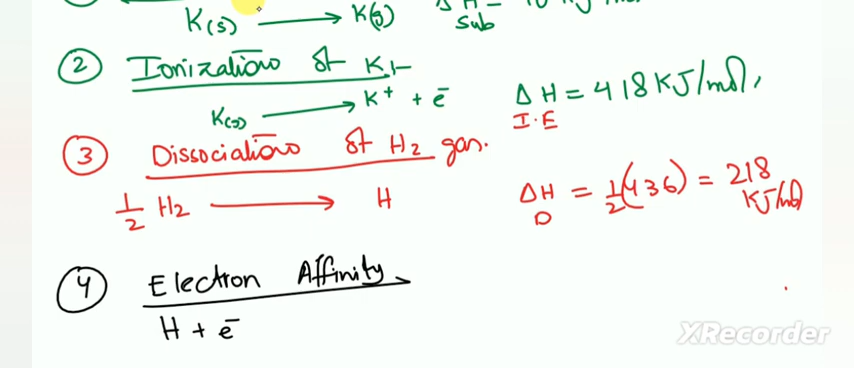 K(s) → K(g) ΔH
sub
② Ionization of K:-
K(g) → K⁺ + ē ΔH = 418 KJ/mol,
I.E
③ Dissociation of H₂ gas.
½ H₂ → H ΔH = ½(436) = 218
D KJ/mol
④ Electron Affinity
H + ē
XRecorder